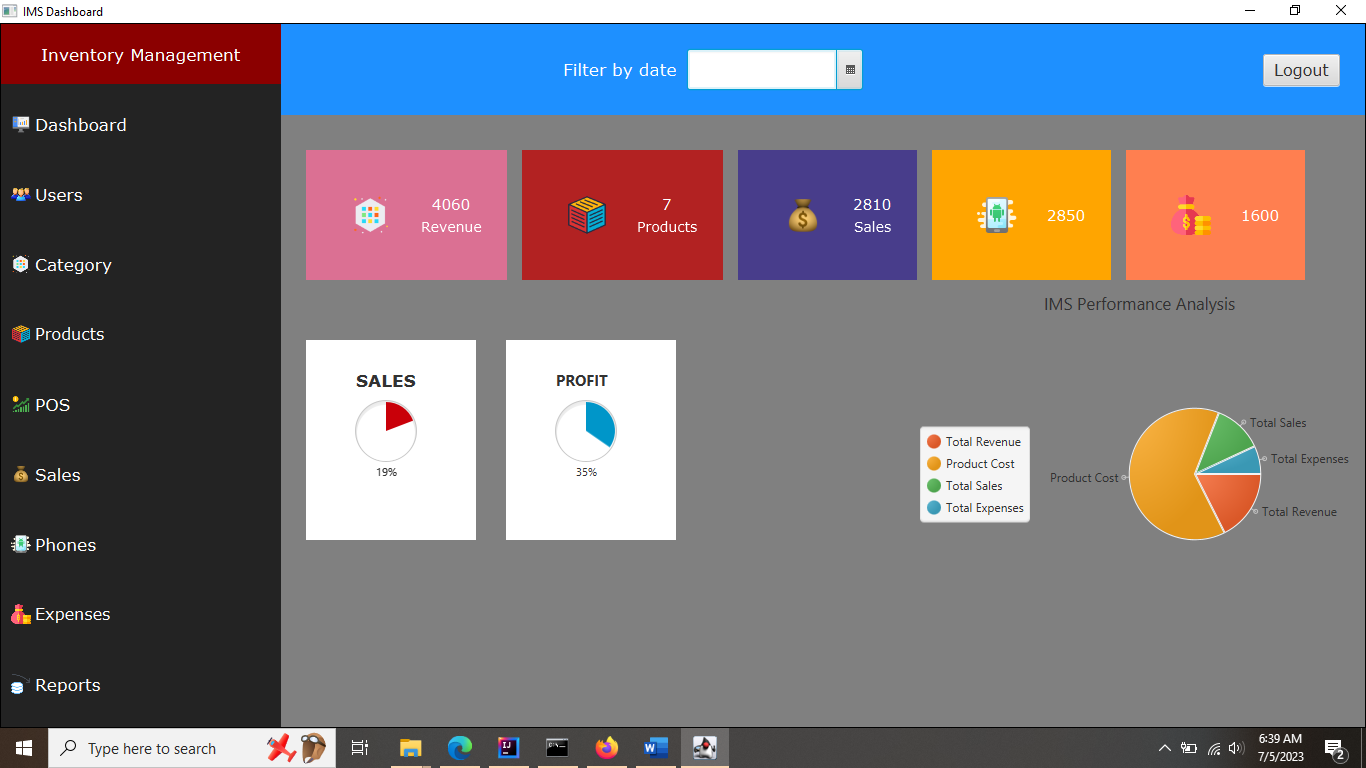 IMS Dashboard
Inventory Management
Filter by date
Logout
Dashboard
Users
Category
Products
POS
Sales
Phones
Expenses
Reports
4060
Revenue
7
Products
2810
Sales
2850
1600
IMS Performance Analysis
SALES
19%
PROFIT
35%
Total Revenue
Product Cost
Total Sales
Total Expenses
Product Cost
Total Sales
Total Expenses
Total Revenue
Type here to search
6:39 AM
7/5/2023
2